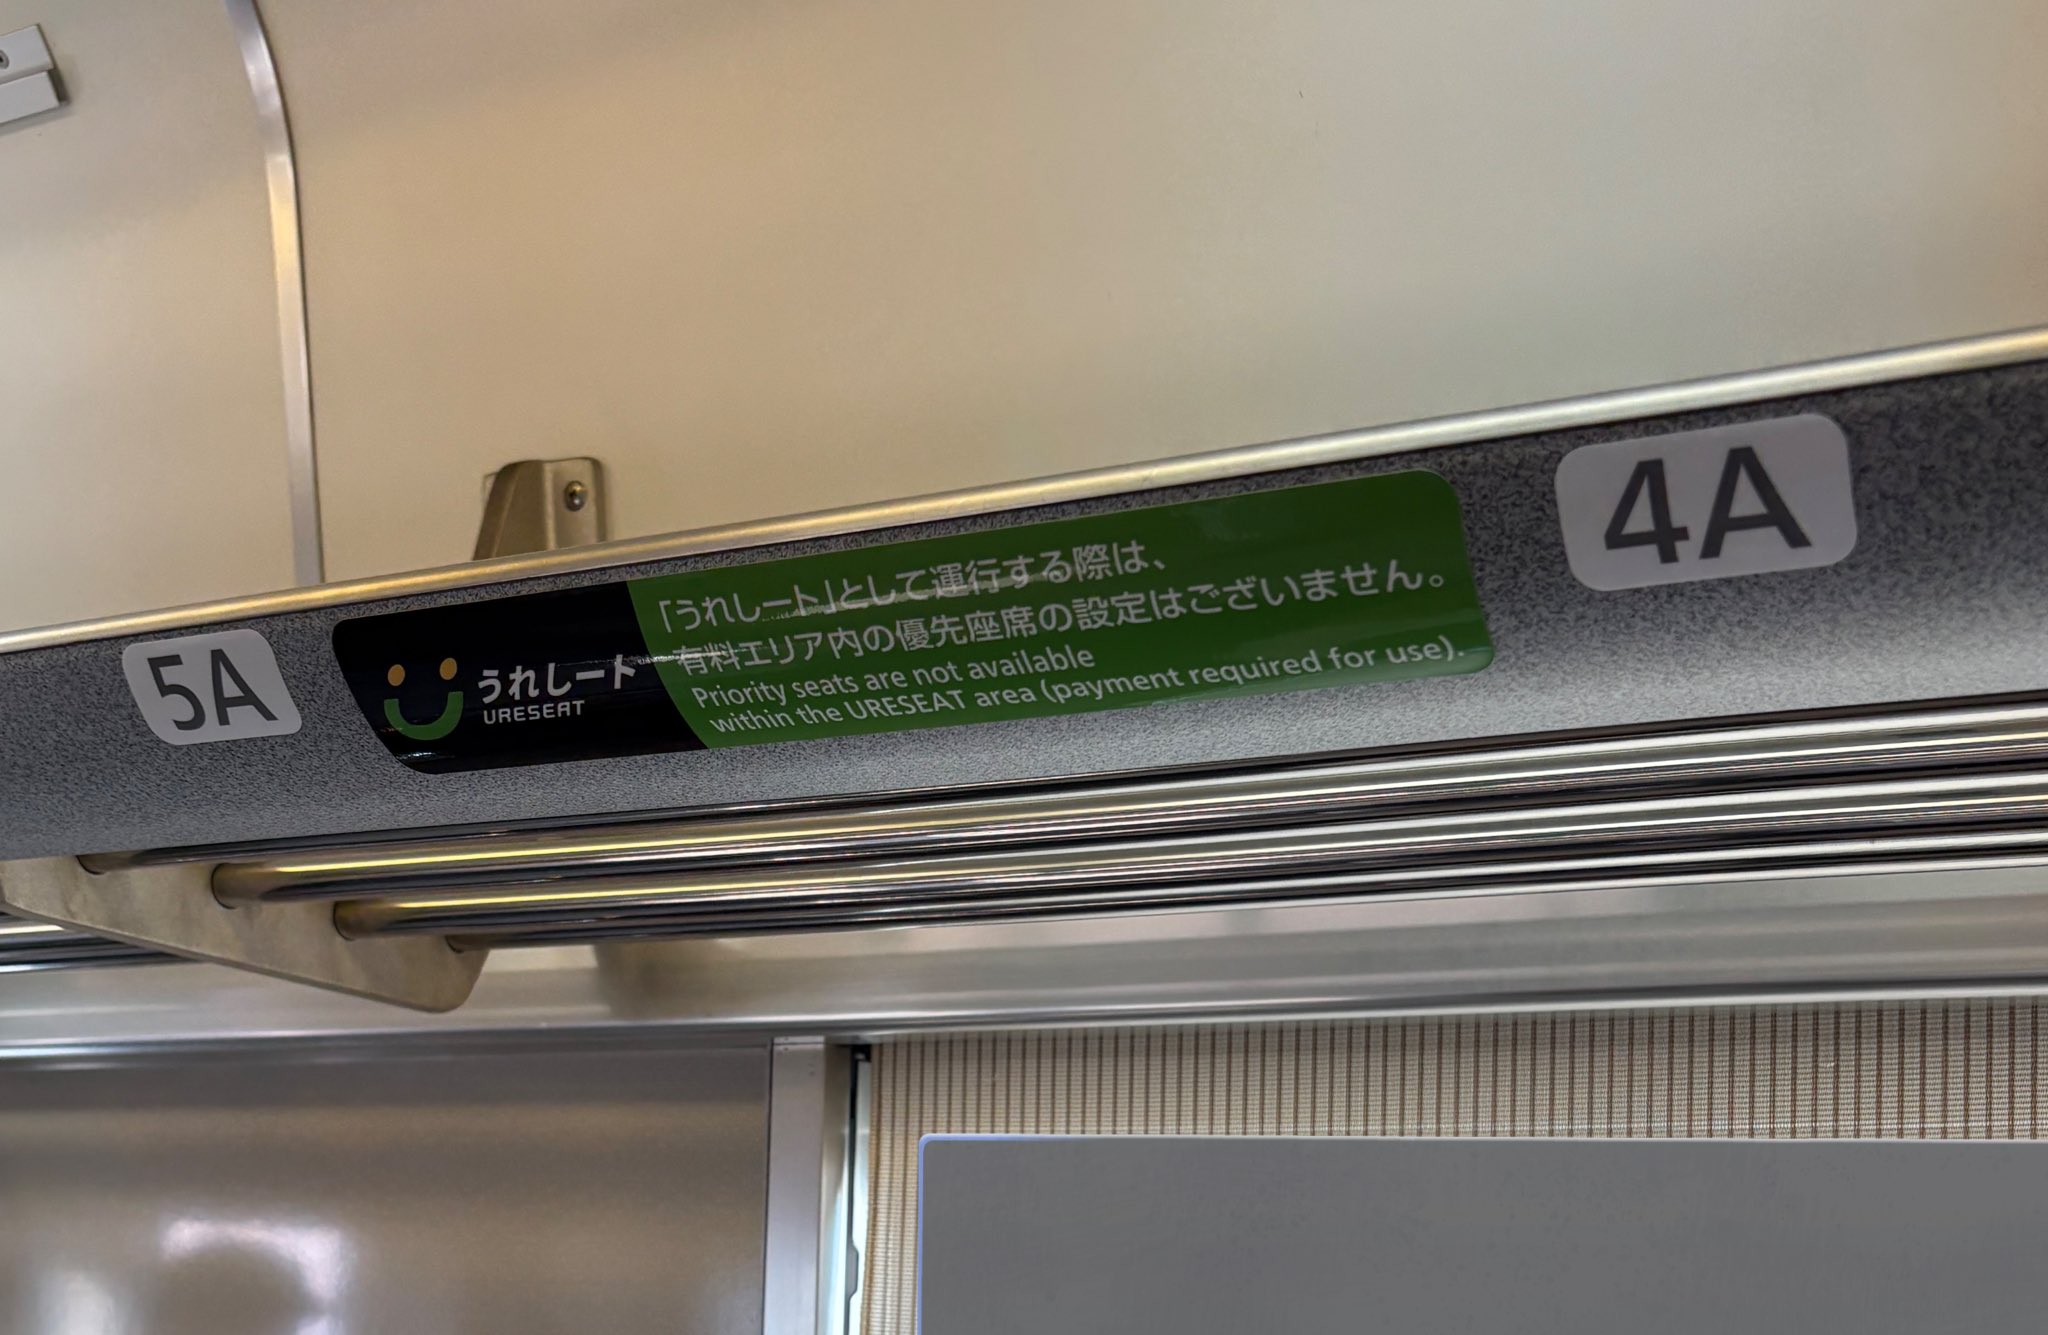 5A
うれしート
URESEAT
「うれしート」として運行する際は、
有料エリア内の優先座席の設定はございません。
Priority seats are not available
within the URESEAT area (payment required for use).
4A